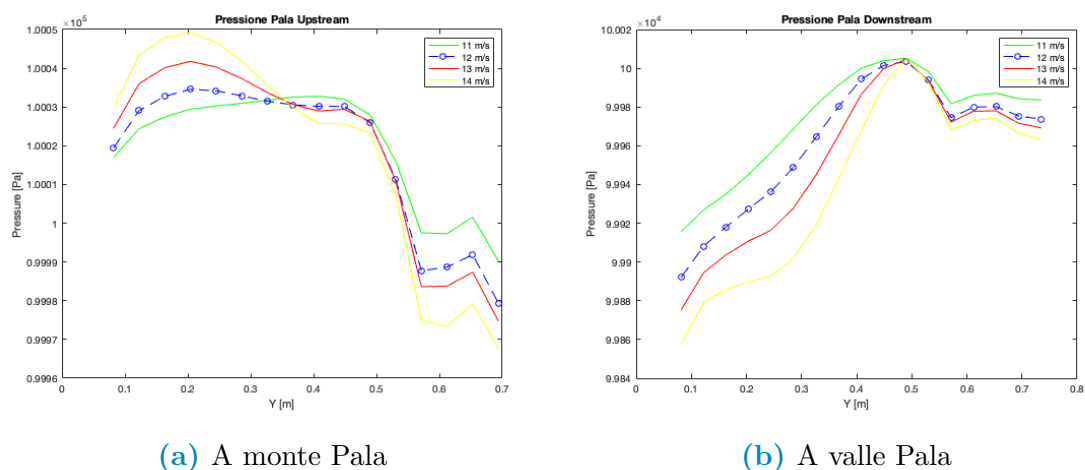 Pressione Pala Upstream
×10⁵
1.0005
1.0004
1.0003
1.0002
1.0001
1
0.9999
0.9998
0.9997
0.9996
Pressure [Pa]
0 0.1 0.2 0.3 0.4 0.5 0.6 0.7
Y [m]
11 m/s
12 m/s
13 m/s
14 m/s
(a) A monte Pala
Pressione Pala Downstream
×10⁴
10.002
10
9.998
9.996
9.994
9.992
9.99
9.988
9.986
9.984
Pressure [Pa]
0 0.1 0.2 0.3 0.4 0.5 0.6 0.7 0.8
Y [m]
11 m/s
12 m/s
13 m/s
14 m/s
(b) A valle Pala